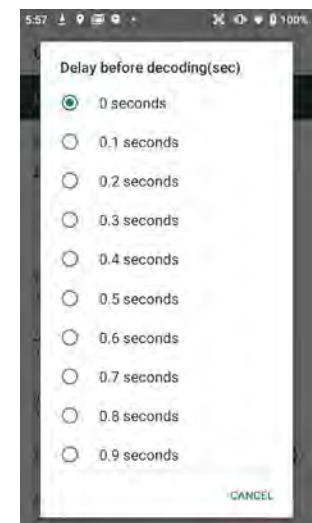 5:57
100%
Delay before decoding(sec)
0 seconds
0.1 seconds
0.2 seconds
0.3 seconds
0.4 seconds
0.5 seconds
0.6 seconds
0.7 seconds
0.8 seconds
0.9 seconds
CANCEL